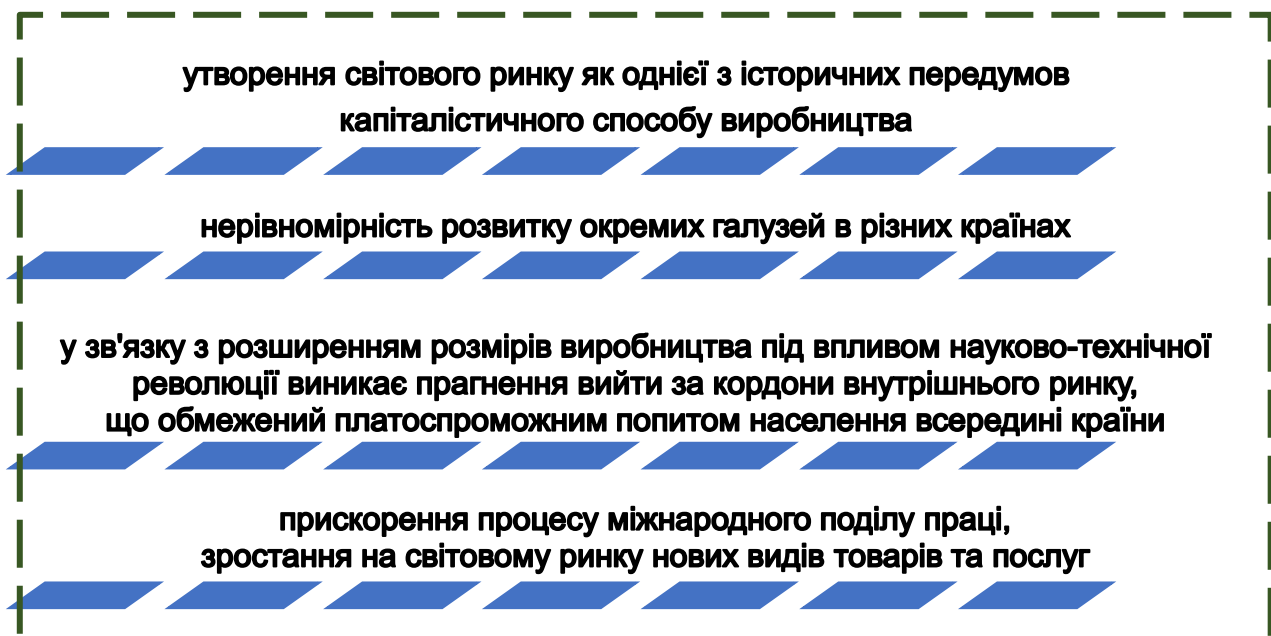 утворення світового ринку як однієї з історичних передумов
капіталістичного способу виробництва
нерівномірність розвитку окремих галузей в різних країнах
у зв'язку з розширенням розмірів виробництва під впливом науково-технічної
революції виникає прагнення вийти за кордони внутрішнього ринку,
що обмежений платоспроможним попитом населення всередині країни
прискорення процесу міжнародного поділу праці,
зростання на світовому ринку нових видів товарів та послуг